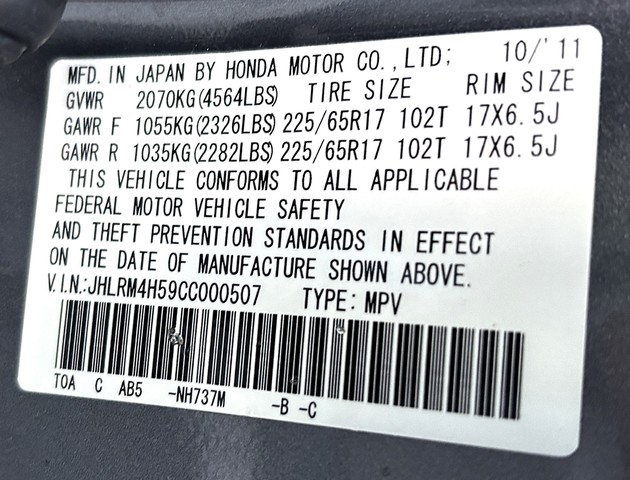 MFD. IN JAPAN BY HONDA MOTOR CO.,LTD; 10/'11
GVWR 2070KG(4564LBS) TIRE SIZE RIM SIZE
GAWR F 1055KG(2326LBS) 225/65R17 102T 17X6.5J
GAWR R 1035KG(2282LBS) 225/65R17 102T 17X6.5J
THIS VEHICLE CONFORMS TO ALL APPLICABLE
FEDERAL MOTOR VEHICLE SAFETY
AND THEFT PREVENTION STANDARDS IN EFFECT
ON THE DATE OF MANUFACTURE SHOWN ABOVE.
V.I.N.:JHLRM4H59CC000507 TYPE: MPV
TOA C AB5 -NH737M -B -C